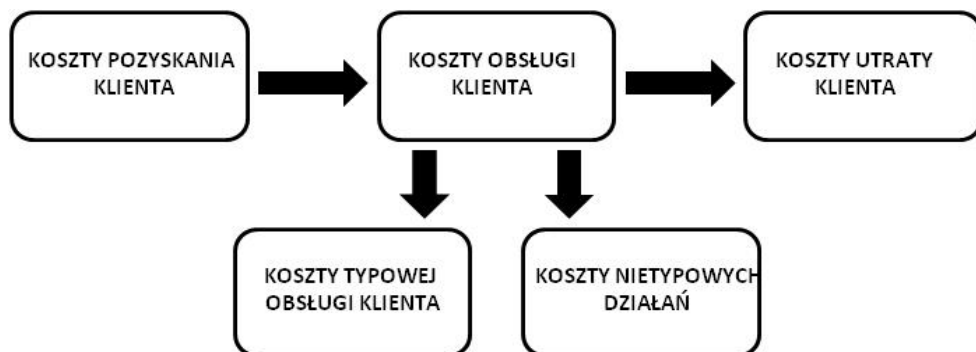 KOSZTY POZYSKANIA
KLIENTA
KOSZTY OBSŁUGI
KLIENTA
KOSZTY UTRATY
KLIENTA
KOSZTY TYPOWEJ
OBSŁUGI KLIENTA
KOSZTY NIETYPOWYCH
DZIAŁAŃ